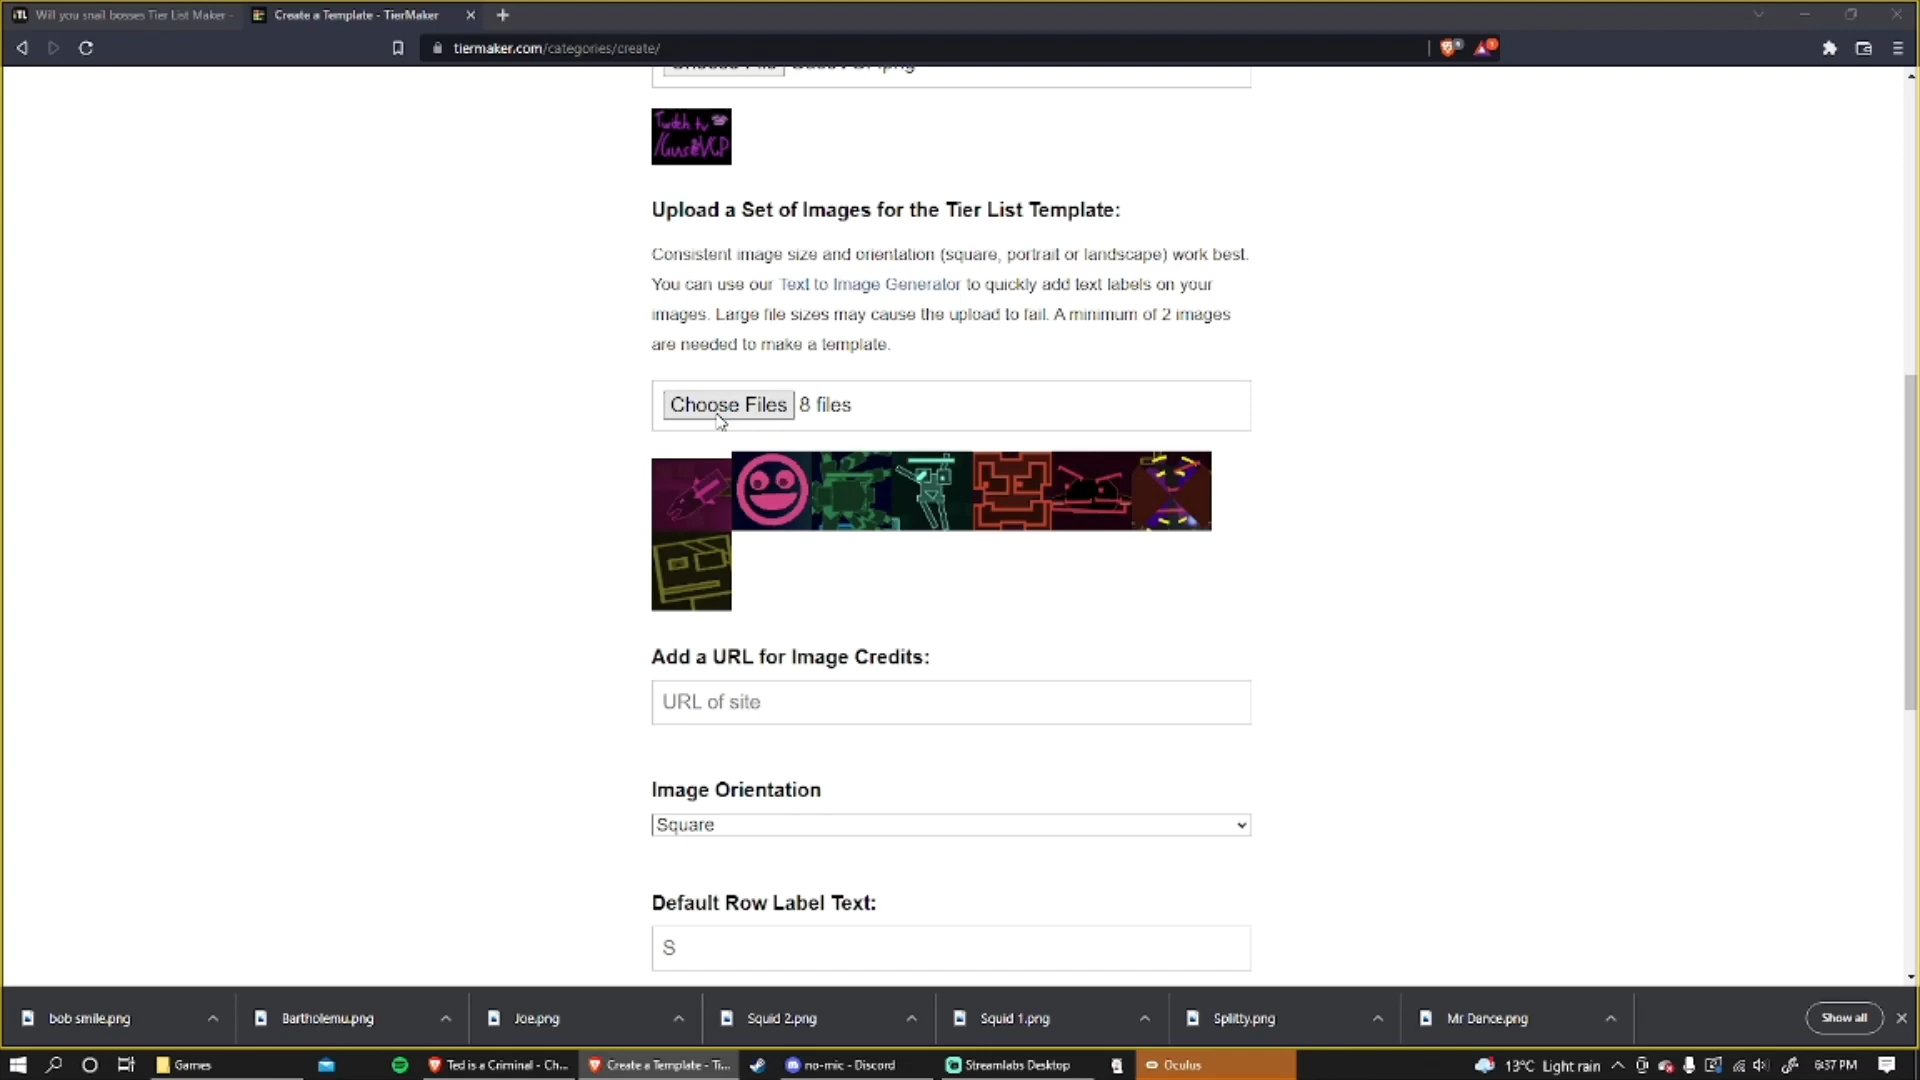 Will you snail bosses Tier List Maker -
Create a Template - TierMaker
tiermaker.com/categories/create/
Choose File
Twitch tv
Upload a Set of Images for the Tier List Template:
Consistent image size and orientation (square, portrait or landscape) work best.
You can use our Text to Image Generator to quickly add text labels on your
images. Large file sizes may cause the upload to fail. A minimum of 2 images
are needed to make a template.
Choose Files 8 files
Add a URL for Image Credits:
URL of site
Image Orientation
Square
Default Row Label Text:
S
bob smile.png
Bartholemu.png
Joe.png
Squid 2.png
Squid 1.png
Splitty.png
Mr Dance.png
Show all
Games
Ted is a Criminal - Ch...
Create a Template - Ti...
no-mic - Discord
Streamlabs Desktop
Oculus
13°C Light rain
6:37 PM